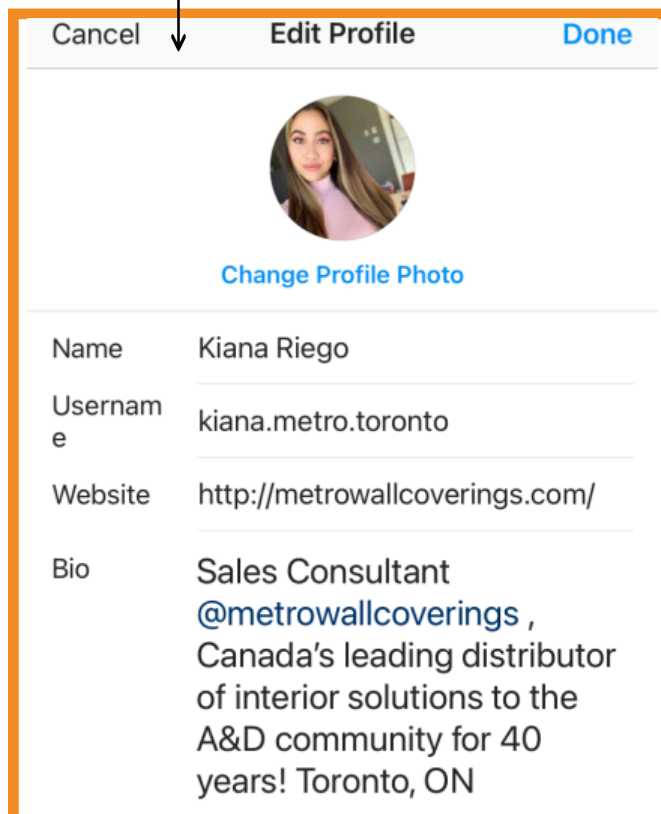 Cancel Edit Profile Done
Change Profile Photo
Name Kiana Riego
Usernam
e kiana.metro.toronto
Website http://metrowallcoverings.com/
Bio Sales Consultant
@metrowallcoverings ,
Canada’s leading distributor
of interior solutions to the
A&D community for 40
years! Toronto, ON